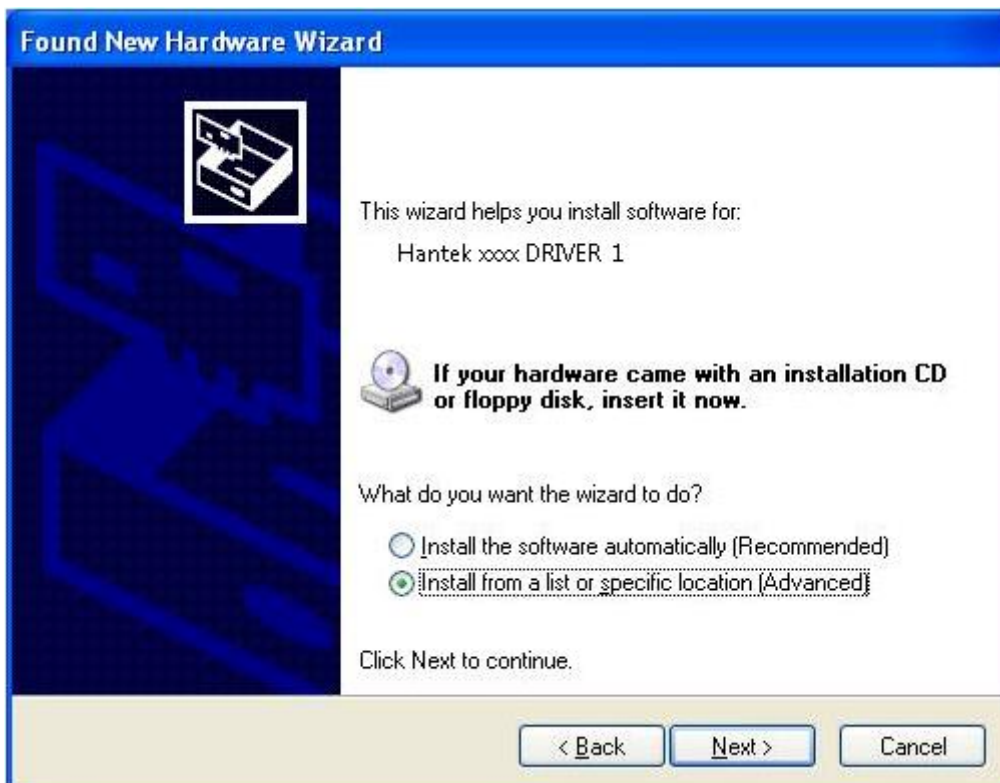 Found New Hardware Wizard
This wizard helps you install software for:
Hantek xxxx DRIVER 1
If your hardware came with an installation CD
or floppy disk, insert it now.
What do you want the wizard to do?
Install the software automatically (Recommended)
Install from a list or specific location (Advanced)
Click Next to continue.
< Back Next > Cancel